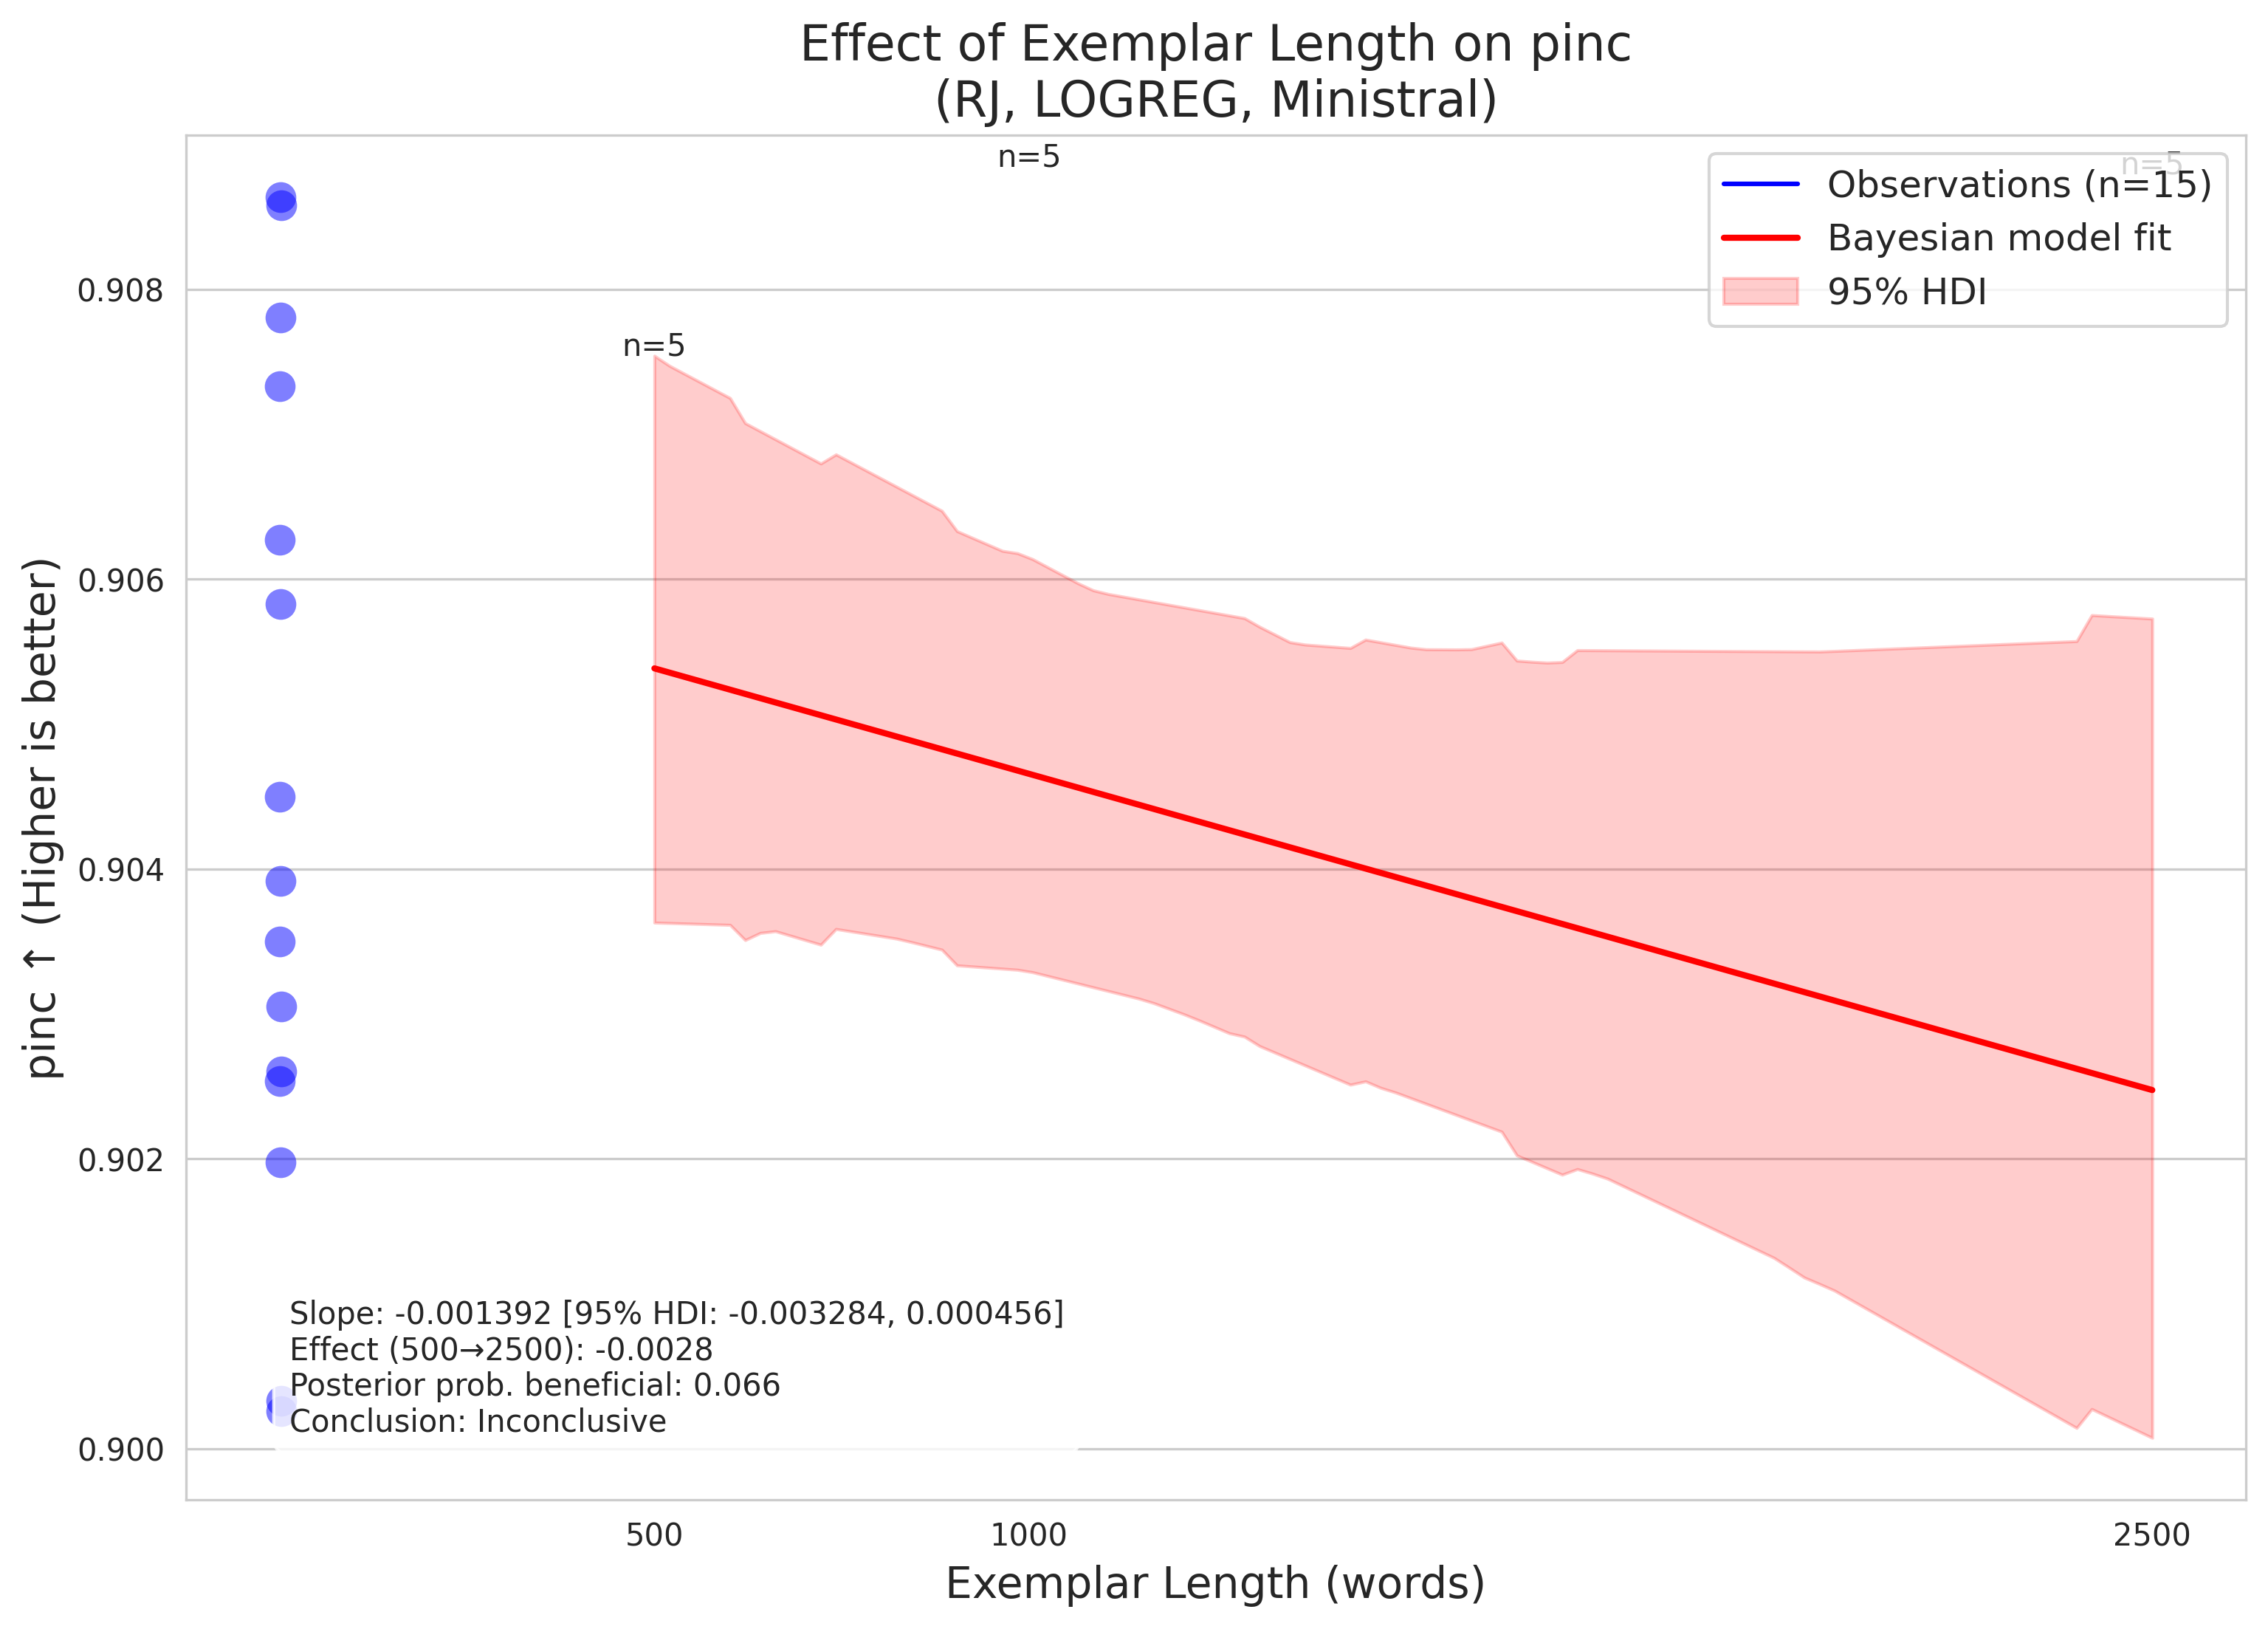 Effect of Exemplar Length on pinc
(RJ, LOGREG, Ministral)
n=5
n=5
n=5
Observations (n=15)
Bayesian model fit
95% HDI
pinc ↑ (Higher is better)
0.908
0.906
0.904
0.902
0.900
Slope: -0.001392 [95% HDI: -0.003284, 0.000456]
Effect (500→2500): -0.0028
Posterior prob. beneficial: 0.066
Conclusion: Inconclusive
500
1000
2500
Exemplar Length (words)